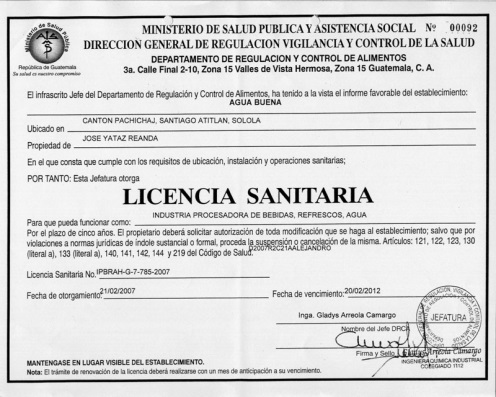 Ministerio de Salud Pública
República de Guatemala
Su salud es nuestro compromiso
MINISTERIO DE SALUD PUBLICA Y ASISTENCIA SOCIAL Nº 00092
DIRECCION GENERAL DE REGULACION VIGILANCIA Y CONTROL DE LA SALUD
DEPARTAMENTO DE REGULACION Y CONTROL DE ALIMENTOS
3a. Calle Final 2-10, Zona 15 Valles de Vista Hermosa, Zona 15 Guatemala, C. A.
El infrascrito Jefe del Departamento de Regulación y Control de Alimentos, ha tenido a la vista el informe favorable del establecimiento:
AGUA BUENA
CANTON PACHICHAJ, SANTIAGO ATITLAN, SOLOLA
Ubicado en
JOSE YATAZ REANDA
Propiedad de
En el que consta que cumple con los requisitos de ubicación, instalación y operaciones sanitarias;
POR TANTO: Esta Jefatura otorga
LICENCIA SANITARIA
INDUSTRIA PROCESADORA DE BEBIDAS, REFRESCOS, AGUA
Para que pueda funcionar como:
Por el plazo de cinco años. El propietario deberá solicitar autorización de toda modificación que se haga al establecimiento; salvo que por
violaciones a normas jurídicas de índole sustancial o formal, proceda la suspensión o cancelación de la misma. Artículos: 121, 122, 123, 130
(literal a), 133 (literal a), 140, 141, 142, 144 y 219 del Código de Salud.
D2007R2C21AALEJANDRO
Licencia Sanitaria No. IPBRAH-G-7-785-2007
Fecha de otorgamiento: 21/02/2007 Fecha de vencimiento: 20/02/2012
Inga. Gladys Arreola Camargo
Nombre del Jefe DRCA
JEFATURA
Firma y Sello Gladys Arreola Camargo
INGENIERA QUIMICA INDUSTRIAL
COLEGIADO 1112
MANTENGASE EN LUGAR VISIBLE DEL ESTABLECIMIENTO.
Nota: El trámite de renovación de la licencia deberá realizarse con un mes de anticipación a su vencimiento.